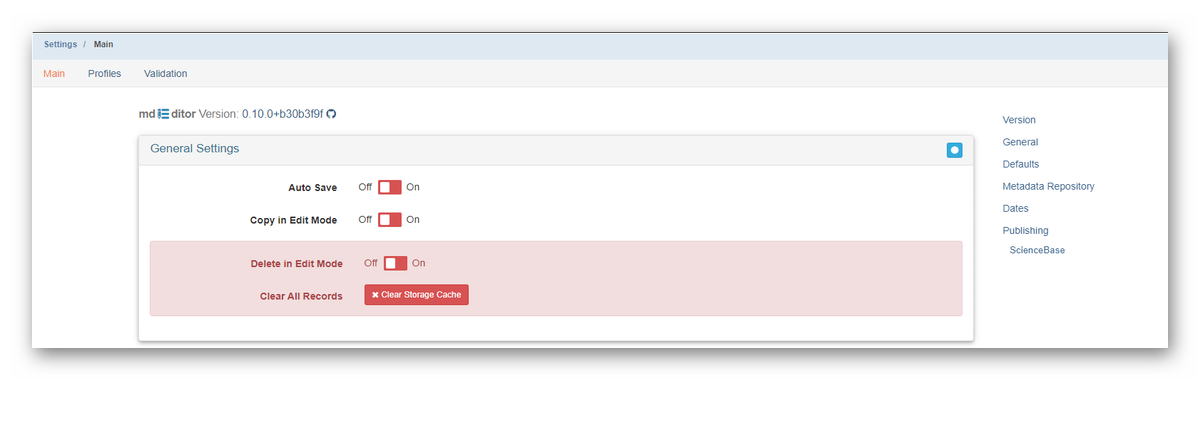 Settings / Main
Main Profiles Validation
mdEditor Version: 0.10.0+b30b3f9f
General Settings
Auto Save Off On
Copy in Edit Mode Off On
Delete in Edit Mode Off On
Clear All Records ✖ Clear Storage Cache
Version
General
Defaults
Metadata Repository
Dates
Publishing
ScienceBase